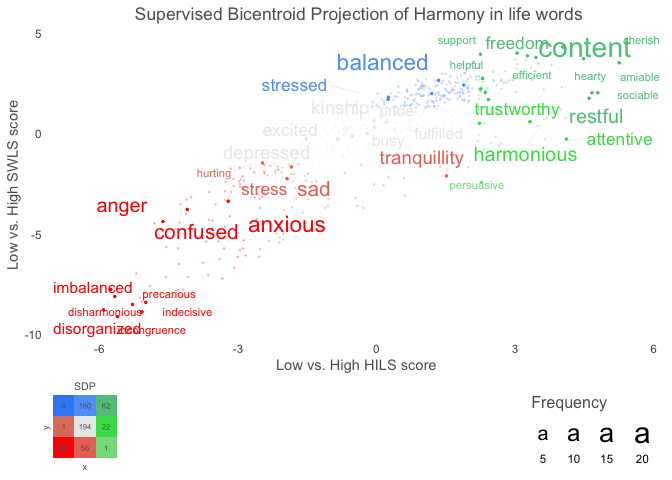 Supervised Bicentroid Projection of Harmony in life words
5
support
freedom
content
cherish
balanced
helpful
efficient
hearty
amiable
stressed
sociable
kinship
pride
trustworthy
restful
Low vs. High SWLS score
0
excited
busy
fulfilled
attentive
depressed
tranquillity
harmonious
hurting
stress
sad
persuasive
anger
-5
confused
anxious
imbalanced
precarious
disharmonious
indecisive
disorganized
incongruence
-10
-6
-3
0
3
6
Low vs. High HILS score
SDP
6 160 62
y
1 194 22
56 1
x
Frequency
a a a a
5 10 15 20